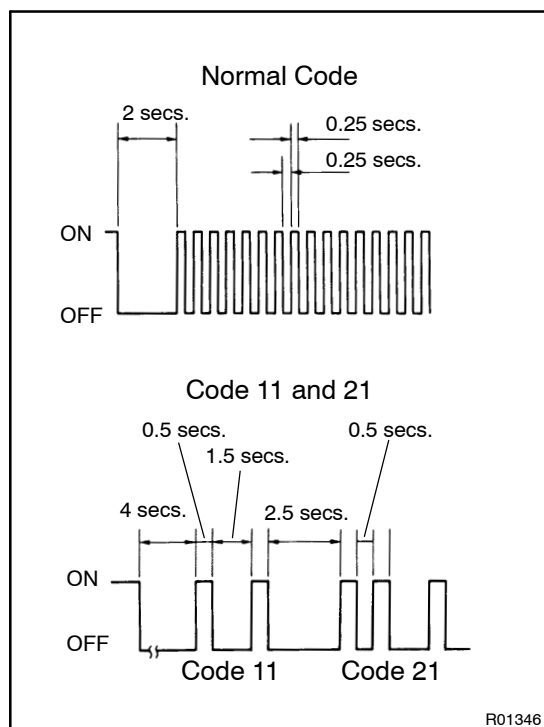 Normal Code
2 secs.
0.25 secs.
0.25 secs.
ON
OFF
Code 11 and 21
0.5 secs.
0.5 secs.
1.5 secs.
4 secs.
2.5 secs.
ON
OFF
Code 11
Code 21
R01346